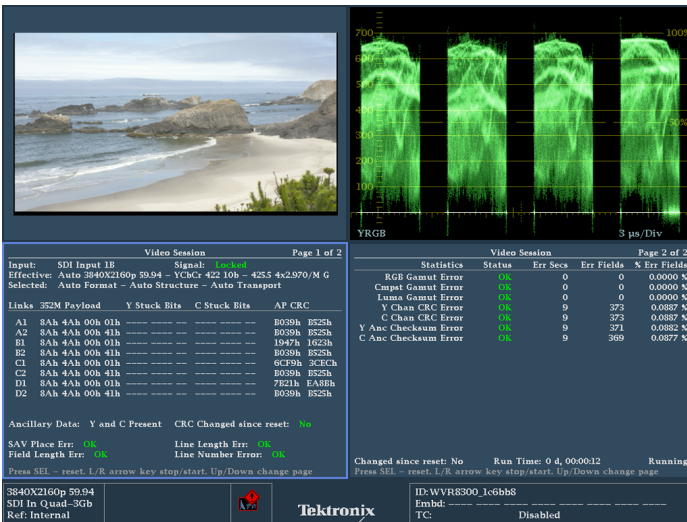 700
600
500
400
300
200
100
100%
50%
YRGB 3 µs/Div
Video Session Page 1 of 2
Input: SDI Input 1B Signal: Locked
Effective: Auto 3840X2160p 59.94 – YCbCr 422 10b – 425.5 4x2.970/M G
Selected: Auto Format – Auto Structure – Auto Transport
Links 352M Payload Y Stuck Bits C Stuck Bits AP CRC
A1 8Ah 4Ah 00h 01h ---- ---- -- ---- ---- -- B039h B525h
A2 8Ah 4Ah 00h 41h ---- ---- -- ---- ---- -- B039h B525h
B1 8Ah 4Ah 00h 01h ---- ---- -- ---- ---- -- 1947h 1623h
B2 8Ah 4Ah 00h 41h ---- ---- -- ---- ---- -- B039h B525h
C1 8Ah 4Ah 00h 01h ---- ---- -- ---- ---- -- 6CF9h 3CECh
C2 8Ah 4Ah 00h 41h ---- ---- -- ---- ---- -- B039h B525h
D1 8Ah 4Ah 00h 01h ---- ---- -- ---- ---- -- 7B21h EA8Bh
D2 8Ah 4Ah 00h 41h ---- ---- -- ---- ---- -- B039h B525h
Ancillary Data: Y and C Present CRC Changed since reset: No
SAV Place Err: OK Line Length Err: OK
Field Length Err: OK Line Number Error: OK
Press SEL – reset. L/R arrow key stop/start. Up/Down change page
Video Session Page 2 of 2
Statistics Status Err Secs Err Fields % Err Fields
RGB Gamut Error OK 0 0 0.0000 %
Cmpst Gamut Error OK 0 0 0.0000 %
Luma Gamut Error OK 0 0 0.0000 %
Y Chan CRC Error OK 9 373 0.0887 %
C Chan CRC Error OK 9 373 0.0887 %
Y Anc Checksum Error OK 9 371 0.0882 %
C Anc Checksum Error OK 9 369 0.0877 %
Changed since reset: No Run Time: 0 d, 00:00:12 Running
Press SEL – reset. L/R arrow key stop/start. Up/Down change page
3840X2160p 59.94
SDI In Quad–3Gb
Ref: Internal
Tektronix
ID:WVR8300_1c6bb8
Embd: ---- ---- ---- ---- ---- ---- ---- ----
TC: Disabled